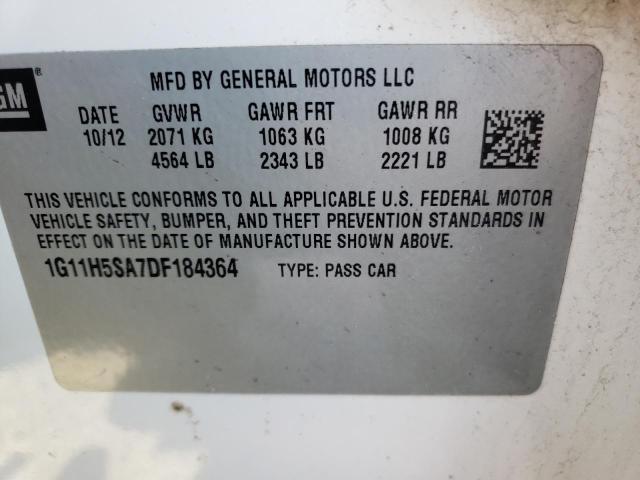 GM ®
MFD BY GENERAL MOTORS LLC
DATE GVWR GAWR FRT GAWR RR
10/12 2071 KG 1063 KG 1008 KG
4564 LB 2343 LB 2221 LB
THIS VEHICLE CONFORMS TO ALL APPLICABLE U.S. FEDERAL MOTOR
VEHICLE SAFETY, BUMPER, AND THEFT PREVENTION STANDARDS IN
EFFECT ON THE DATE OF MANUFACTURE SHOWN ABOVE.
1G11H5SA7DF184364 TYPE: PASS CAR